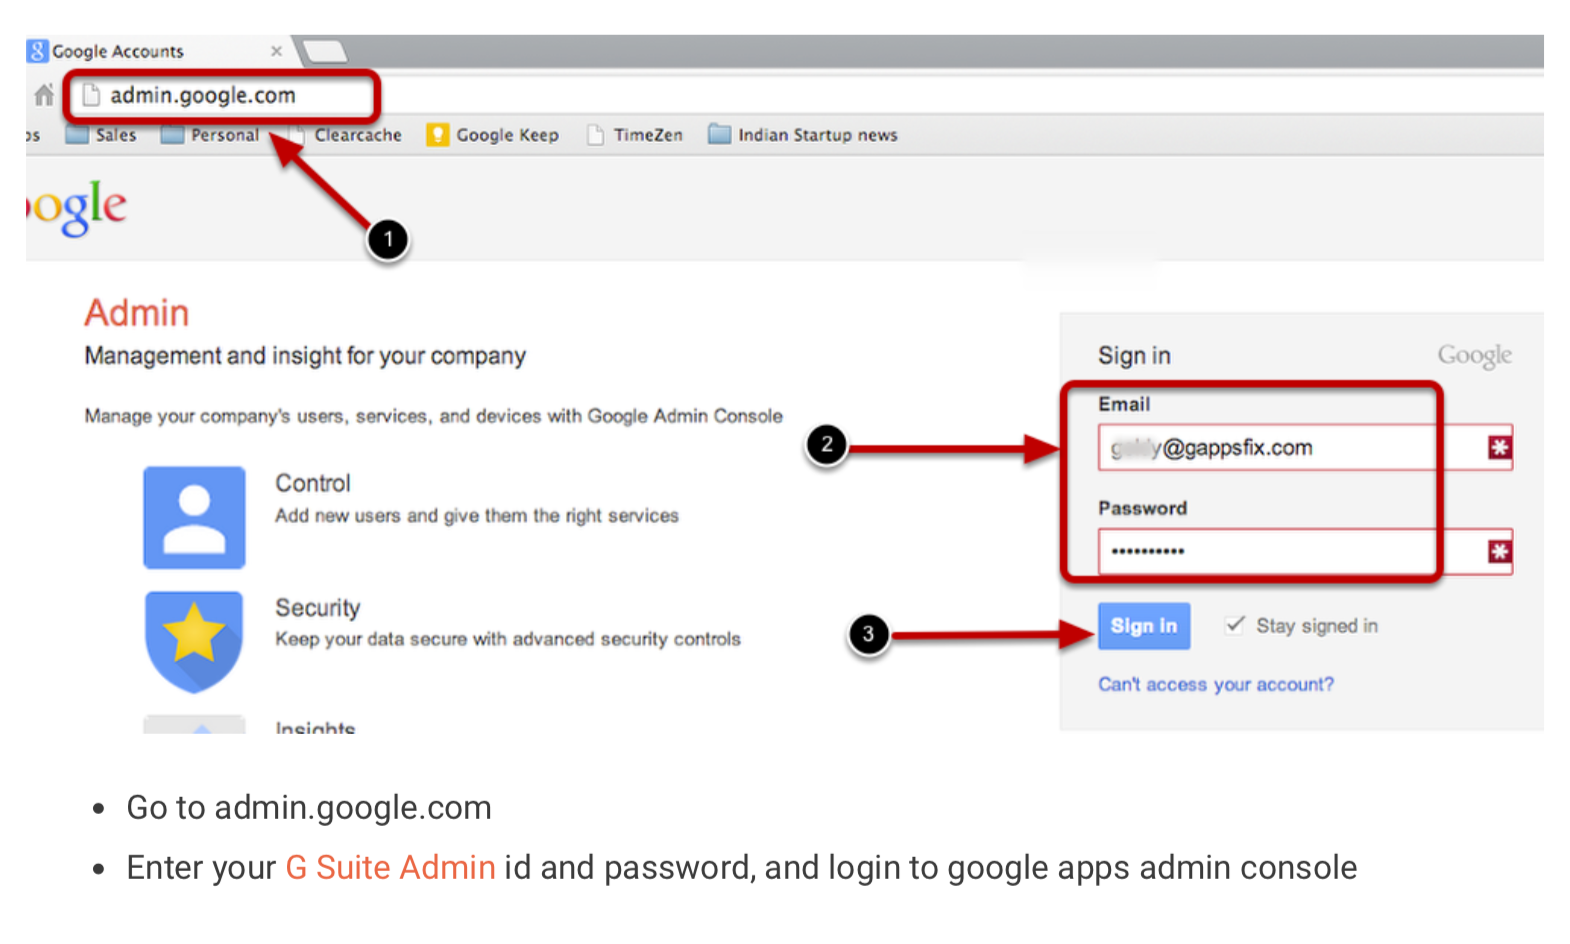 Google Accounts
admin.google.com
Sales Personal Clearcache Google Keep TimeZen Indian Startup news
ogle
1
Admin
Management and insight for your company
Sign in Google
Email
Manage your company's users, services, and devices with Google Admin Console
2
@gappsfix.com
Control
Add new users and give them the right services
Password
••••••••••
Security
Keep your data secure with advanced security controls
3
Sign in Stay signed in
Can't access your account?
Insights
• Go to admin.google.com
• Enter your G Suite Admin id and password, and login to google apps admin console